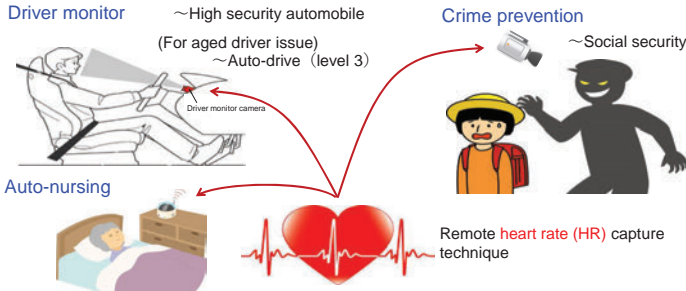 Driver monitor
～High security automobile
(For aged driver issue)
～Auto-drive（level 3）
Driver monitor camera
Crime prevention
～Social security
Auto-nursing
Remote heart rate (HR) capture
technique